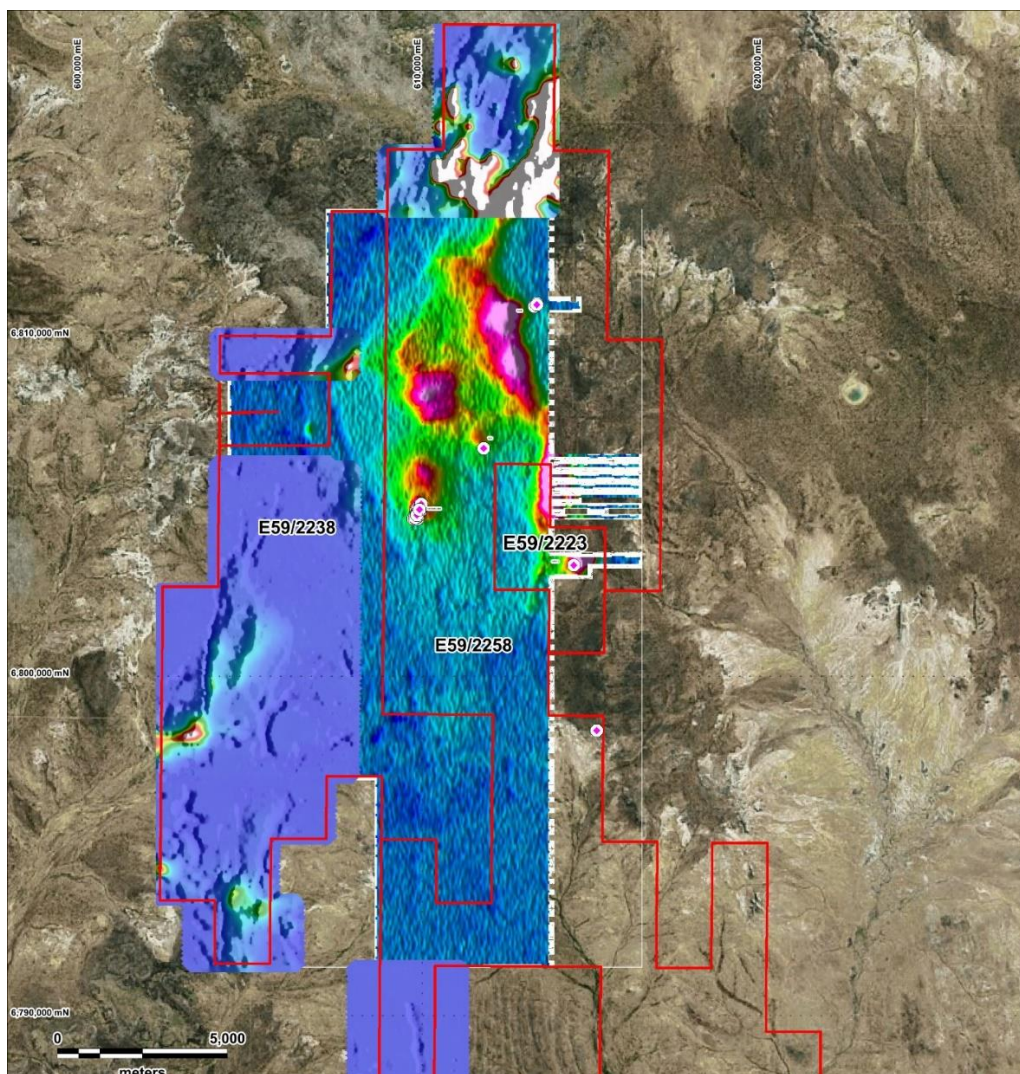 600,000 mE
610,000 mE
620,000 mE
6,810,000 mN
E59/2238
E59/2223
E59/2258
6,800,000 mN
6,790,000 mN
0
5,000
meters